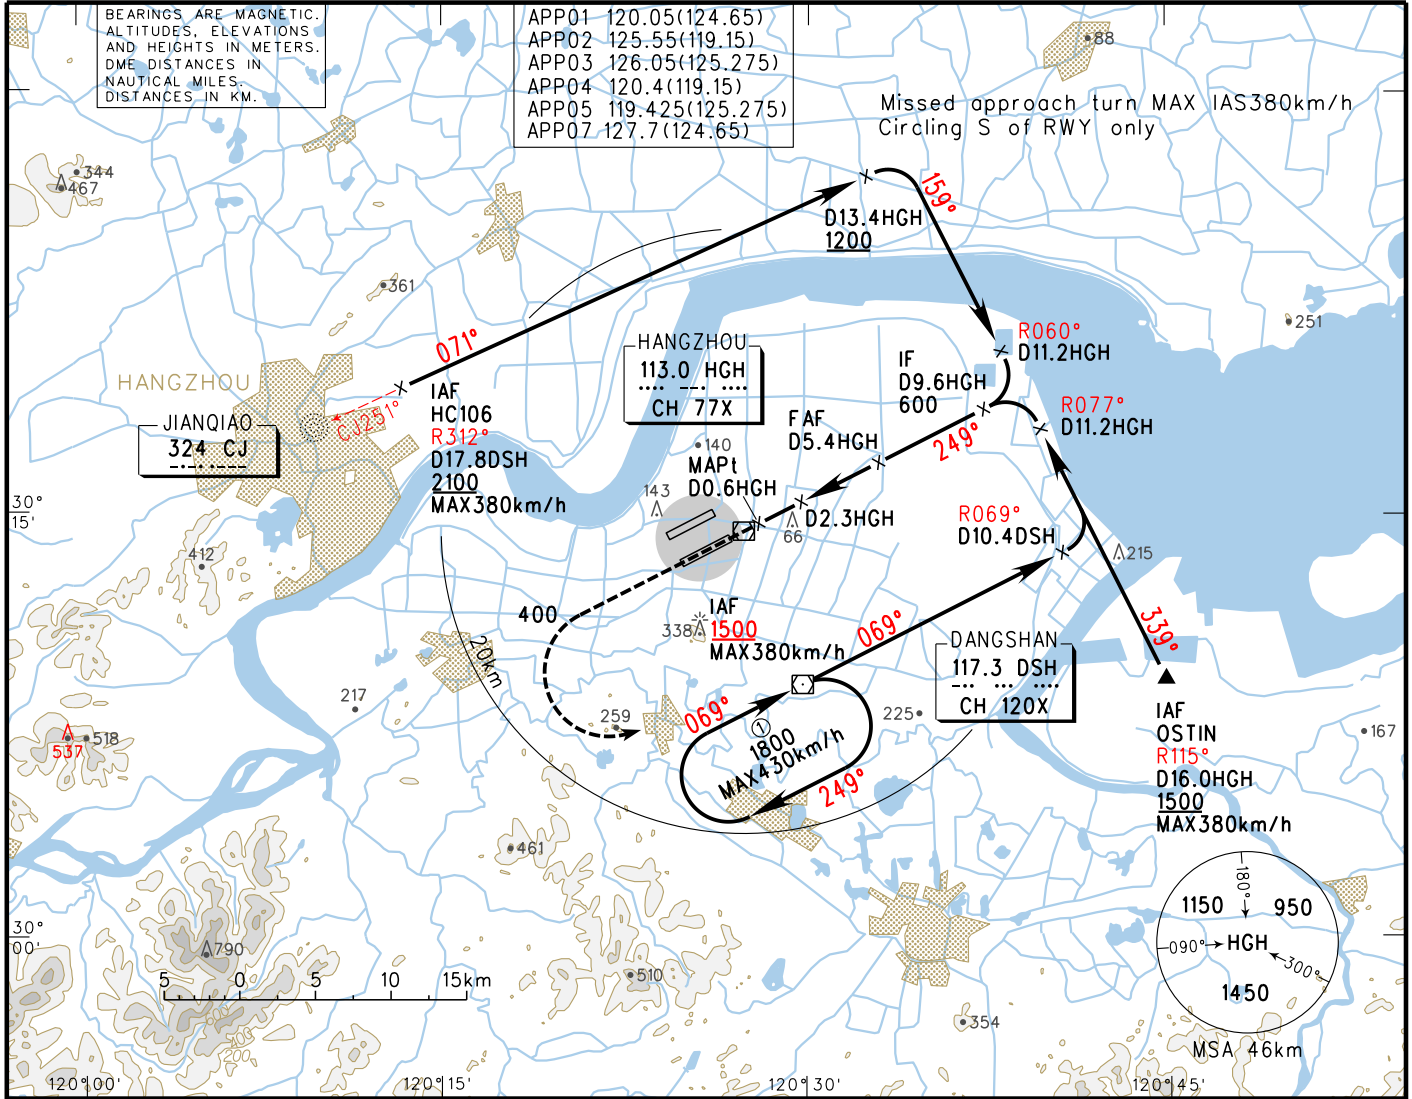 BEARINGS ARE MAGNETIC.
ALTITUDES, ELEVATIONS
AND HEIGHTS IN METERS.
DME DISTANCES IN
NAUTICAL MILES.
DISTANCES IN KM.
APP01 120.05(124.65)
APP02 125.55(119.15)
APP03 126.05(125.275)
APP04 120.4(119.15)
APP05 119.425(125.275)
APP07 127.7(124.65)
88
Missed approach turn MAX IAS380km/h
Circling S of RWY only
344
467
159°
D13.4HGH
1200
361
251
071°
R060°
D11.2HGH
HANGZHOU
113.0 HGH
CH 77X
IF
D9.6HGH
600
HANGZHOU
JIANQIAO
324 CJ
CJ251°
IAF
HC106
R312°
D17.8DSH
2100
MAX380km/h
R077°
D11.2HGH
FAF
D5.4HGH
249°
140
MAPt
D0.6HGH
143
30°
15'
D2.3HGH
66
R069°
D10.4DSH
412
215
400
338
IAF
1500
MAX380km/h
069°
339°
20km
DANGSHAN
117.3 DSH
CH 120X
217
259
069°
1
1800
MAX430km/h
249°
225
IAF
OSTIN
R115°
D16.0HGH
1500
MAX380km/h
167
537
518
461
180°
1150
950
090°
HGH
300°
1450
MSA 46km
30°
00'
790
510
354
5
0
5
10
15km
200
120°00'
120°15'
120°30'
120°45'